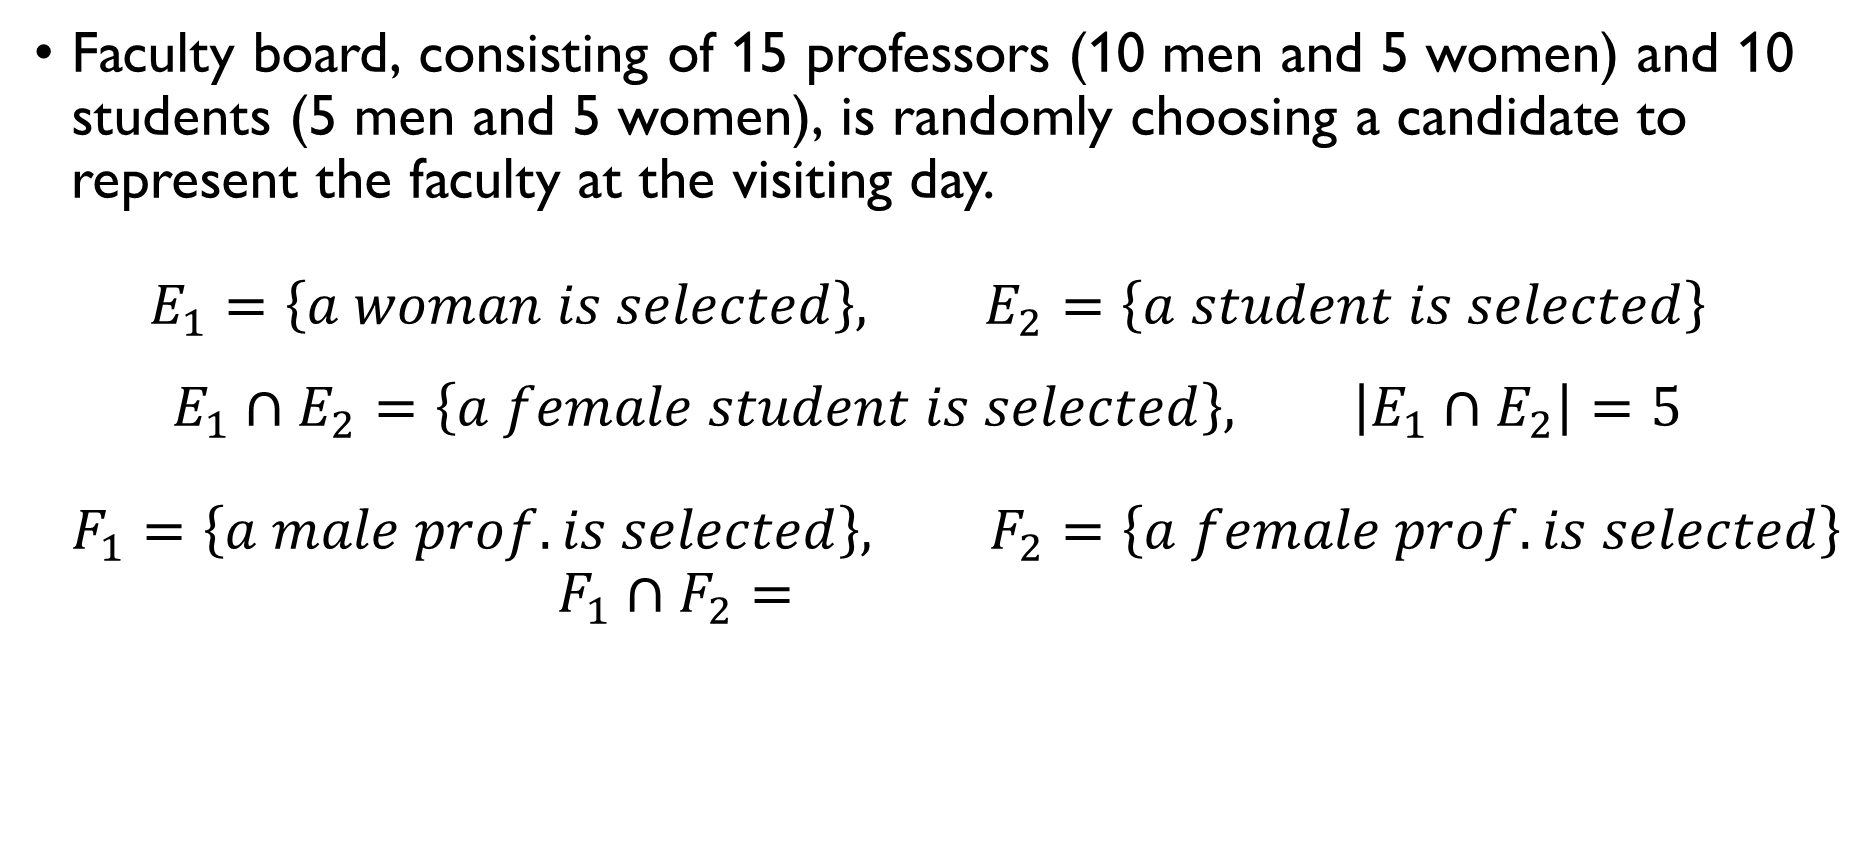 • Faculty board, consisting of 15 professors (10 men and 5 women) and 10
students (5 men and 5 women), is randomly choosing a candidate to
represent the faculty at the visiting day.
E₁ = {a woman is selected}, E₂ = {a student is selected}
E₁ ∩ E₂ = {a female student is selected}, |E₁ ∩ E₂| = 5
F₁ = {a male prof. is selected}, F₂ = {a female prof. is selected}
F₁ ∩ F₂ =